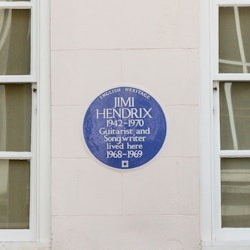 ENGLISH HERITAGE
JIMI
HENDRIX
1942-1970
Guitarist and
Songwriter
lived here
1968-1969